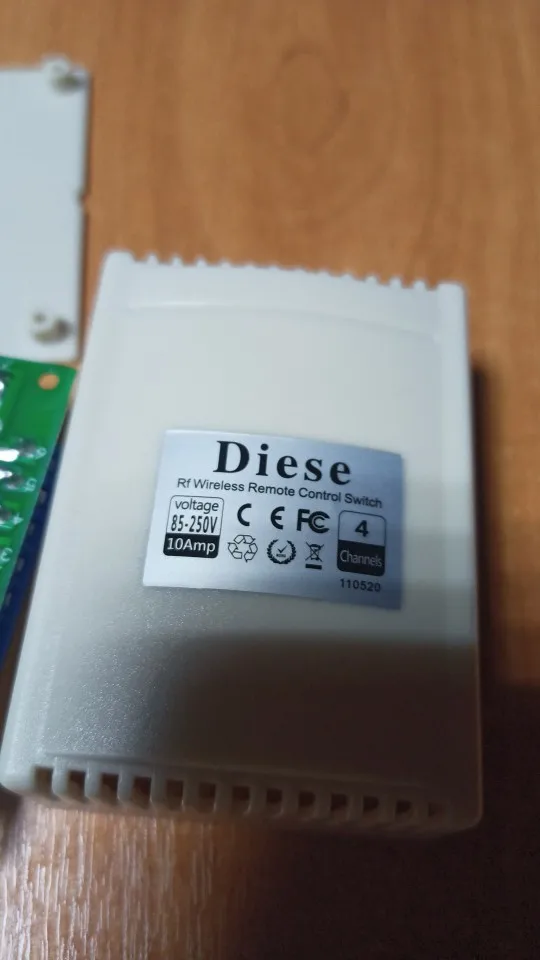 Diese
Rf Wireless Remote Control Switch
voltage
85-250V
10Amp
CE FC
4
Channels
110520